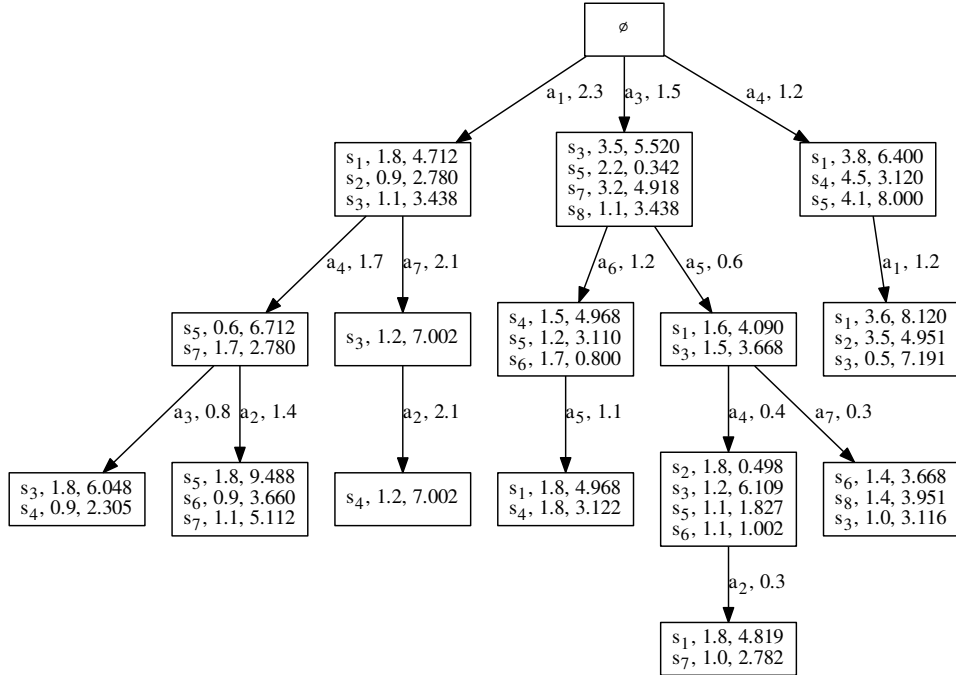 ø
a₁, 2.3
a₃, 1.5
a₄, 1.2
s₁, 1.8, 4.712
s₂, 0.9, 2.780
s₃, 1.1, 3.438
s₃, 3.5, 5.520
s₅, 2.2, 0.342
s₇, 3.2, 4.918
s₈, 1.1, 3.438
s₁, 3.8, 6.400
s₄, 4.5, 3.120
s₅, 4.1, 8.000
a₄, 1.7
a₇, 2.1
a₆, 1.2
a₅, 0.6
a₁, 1.2
s₅, 0.6, 6.712
s₇, 1.7, 2.780
s₃, 1.2, 7.002
s₄, 1.5, 4.968
s₅, 1.2, 3.110
s₆, 1.7, 0.800
s₁, 1.6, 4.090
s₃, 1.5, 3.668
s₁, 3.6, 8.120
s₂, 3.5, 4.951
s₃, 0.5, 7.191
a₃, 0.8
a₂, 1.4
a₂, 2.1
a₅, 1.1
a₄, 0.4
a₇, 0.3
s₃, 1.8, 6.048
s₄, 0.9, 2.305
s₅, 1.8, 9.488
s₆, 0.9, 3.660
s₇, 1.1, 5.112
s₄, 1.2, 7.002
s₁, 1.8, 4.968
s₄, 1.8, 3.122
s₂, 1.8, 0.498
s₃, 1.2, 6.109
s₅, 1.1, 1.827
s₆, 1.1, 1.002
s₆, 1.4, 3.668
s₈, 1.4, 3.951
s₃, 1.0, 3.116
a₂, 0.3
s₁, 1.8, 4.819
s₇, 1.0, 2.782